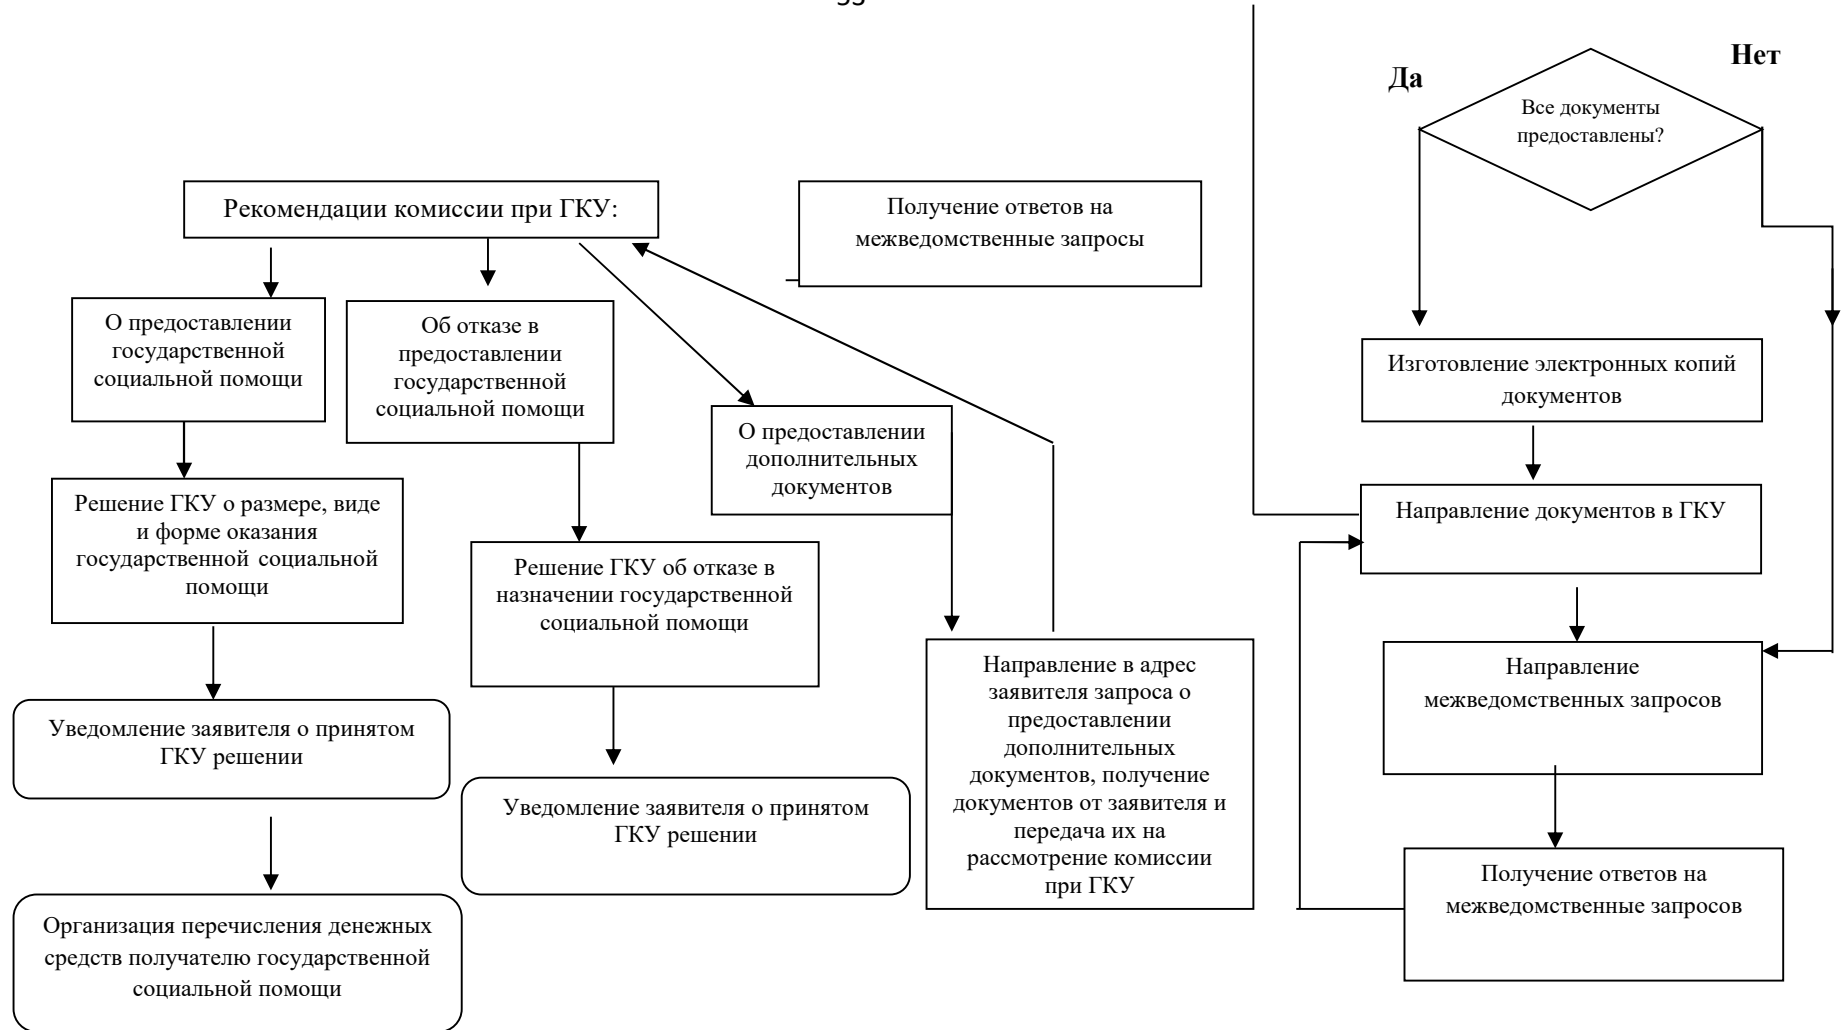 Да
Нет
Все документы
предоставлены?
Рекомендации комиссии при ГКУ:
Получение ответов на
межведомственные запросы
О предоставлении
государственной
социальной помощи
Об отказе в
предоставлении
государственной
социальной помощи
О предоставлении
дополнительных
документов
Изготовление электронных копий
документов
Решение ГКУ о размере, виде
и форме оказания
государственной социальной
помощи
Решение ГКУ об отказе в
назначении государственной
социальной помощи
Направление документов в ГКУ
Направление в адрес
заявителя запроса о
предоставлении
дополнительных
документов, получение
документов от заявителя и
передача их на
рассмотрение комиссии
при ГКУ
Направление
межведомственных запросов
Уведомление заявителя о принятом
ГКУ решении
Уведомление заявителя о принятом
ГКУ решении
Получение ответов на
межведомственные запросов
Организация перечисления денежных
средств получателю государственной
социальной помощи